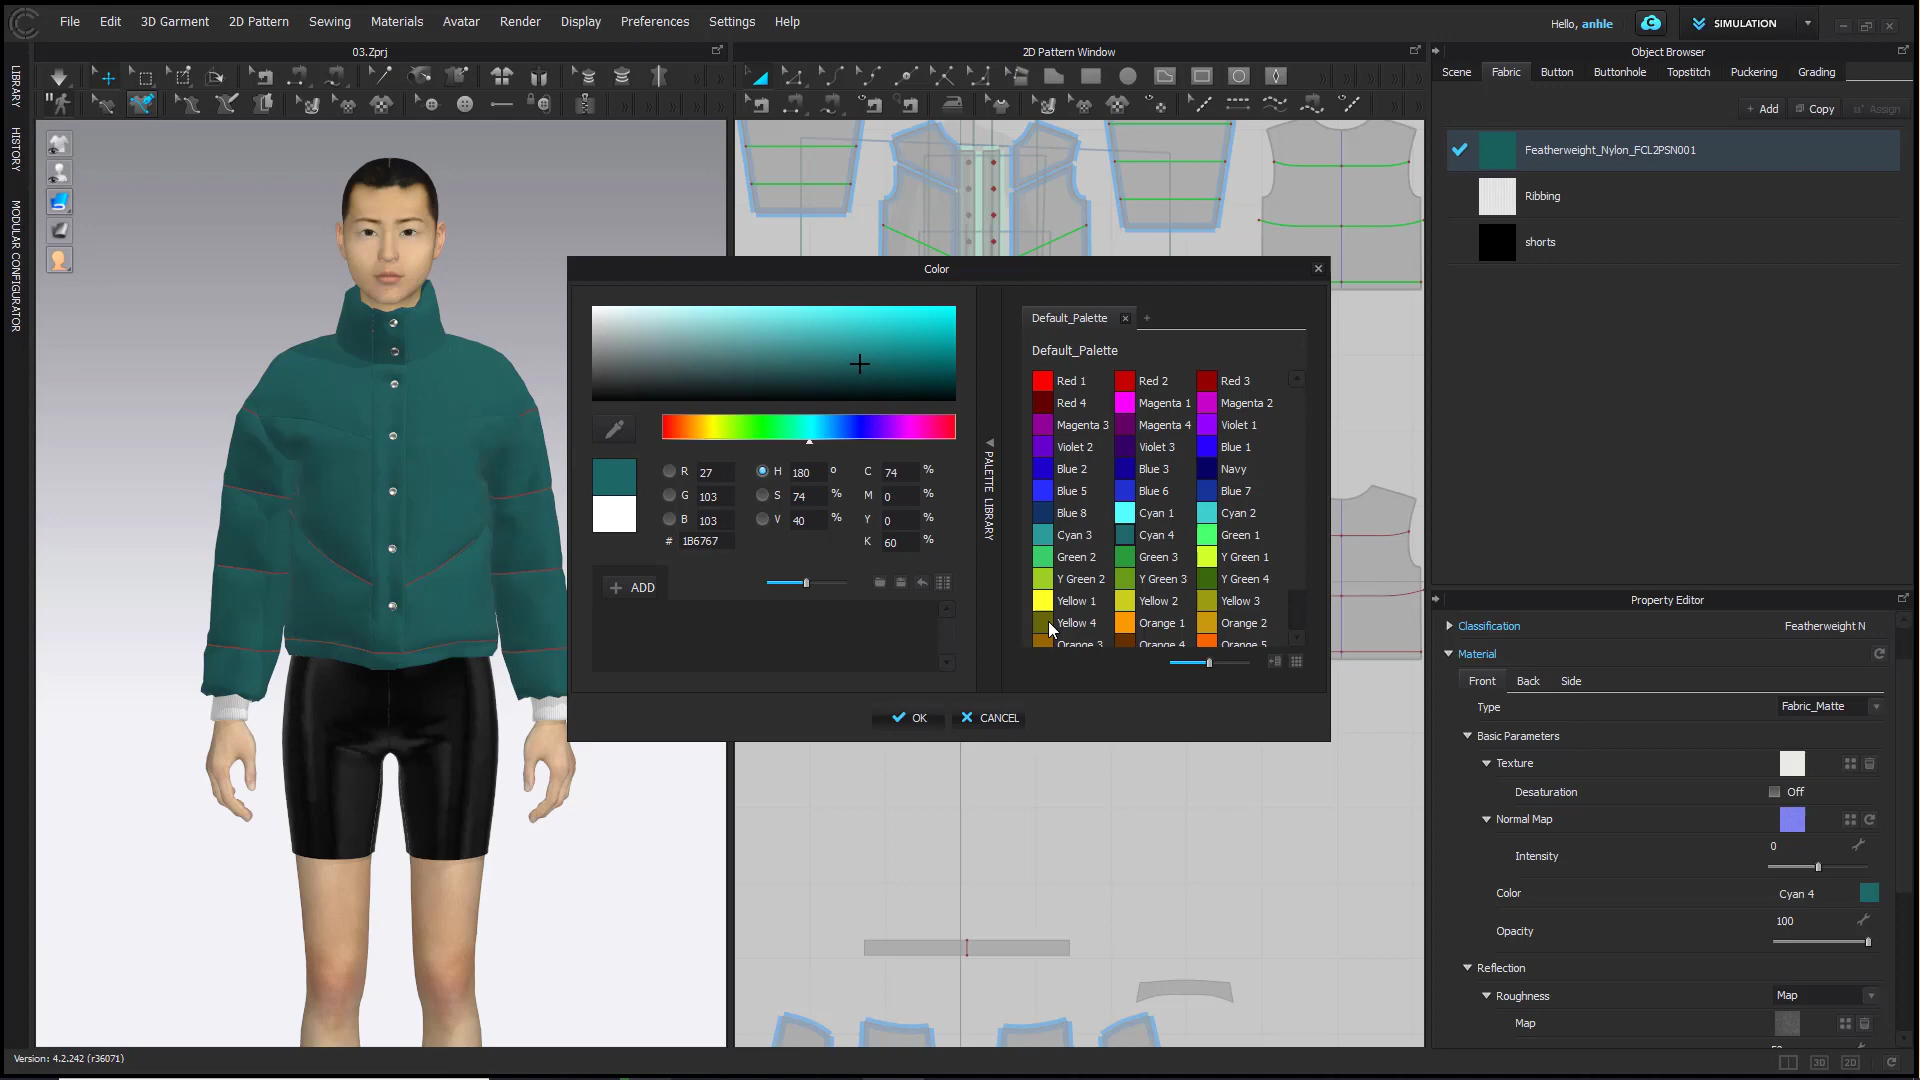 File Edit 3D Garment 2D Pattern Sewing Materials Avatar Render Display Preferences Settings Help
Hello, anhle
SIMULATION
03.Zprj
2D Pattern Window
Object Browser
Scene Fabric Button Buttonhole Topstitch Puckering Grading
+ Add Copy Assign
Featherweight_Nylon_FCL2PSN001
Ribbing
shorts
LIBRARY
HISTORY
MODULAR CONFIGURATOR
Color
R 27 H 180 o C 74 %
G 103 S 74 % M 0 %
B 103 V 40 % Y 0 %
# 1B6767 K 60 %
+ ADD
PALETTE LIBRARY
Default_Palette
Default_Palette
Red 1 Red 2 Red 3
Red 4 Magenta 1 Magenta 2
Magenta 3 Magenta 4 Violet 1
Violet 2 Violet 3 Blue 1
Blue 2 Blue 3 Navy
Blue 5 Blue 6 Blue 7
Blue 8 Cyan 1 Cyan 2
Cyan 3 Cyan 4 Green 1
Green 2 Green 3 Y Green 1
Y Green 2 Y Green 3 Y Green 4
Yellow 1 Yellow 2 Yellow 3
Yellow 4 Orange 1 Orange 2
Orange 3 Orange 4 Orange 5
OK CANCEL
Property Editor
Classification Featherweight N
Material
Front Back Side
Type Fabric_Matte
Basic Parameters
Texture
Desaturation Off
Normal Map
Intensity 0
Color Cyan 4
Opacity 100
Reflection
Roughness Map
Map
Version: 4.2.242 (r36071)
3D 2D